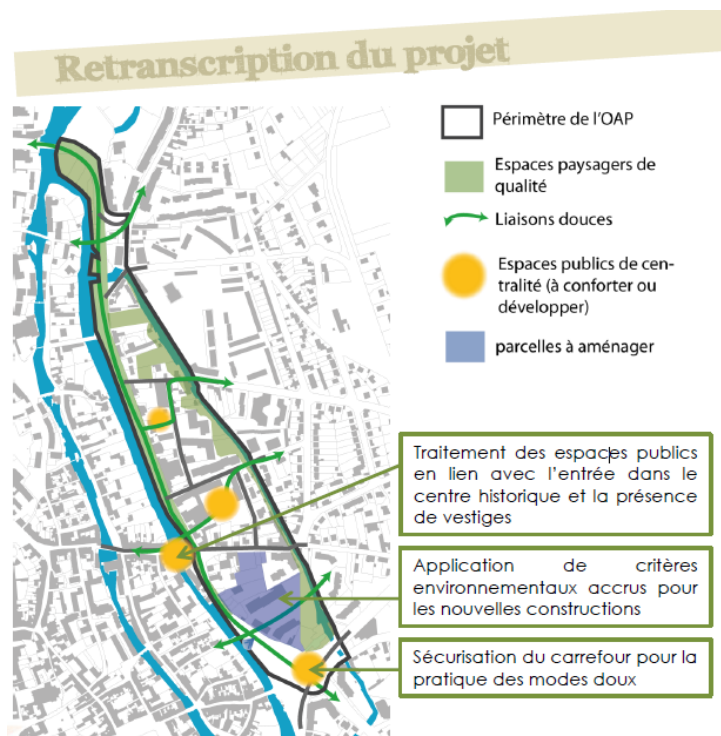 Retranscription du projet
Périmètre de l'OAP
Espaces paysagers de
qualité
Liaisons douces
Espaces publics de cen-
tralité (à conforter ou
développer)
parcelles à aménager
Traitement des espaces publics
en lien avec l'entrée dans le
centre historique et la présence
de vestiges
Application de critères
environnementaux accrus pour
les nouvelles constructions
Sécurisation du carrefour pour la
pratique des modes doux